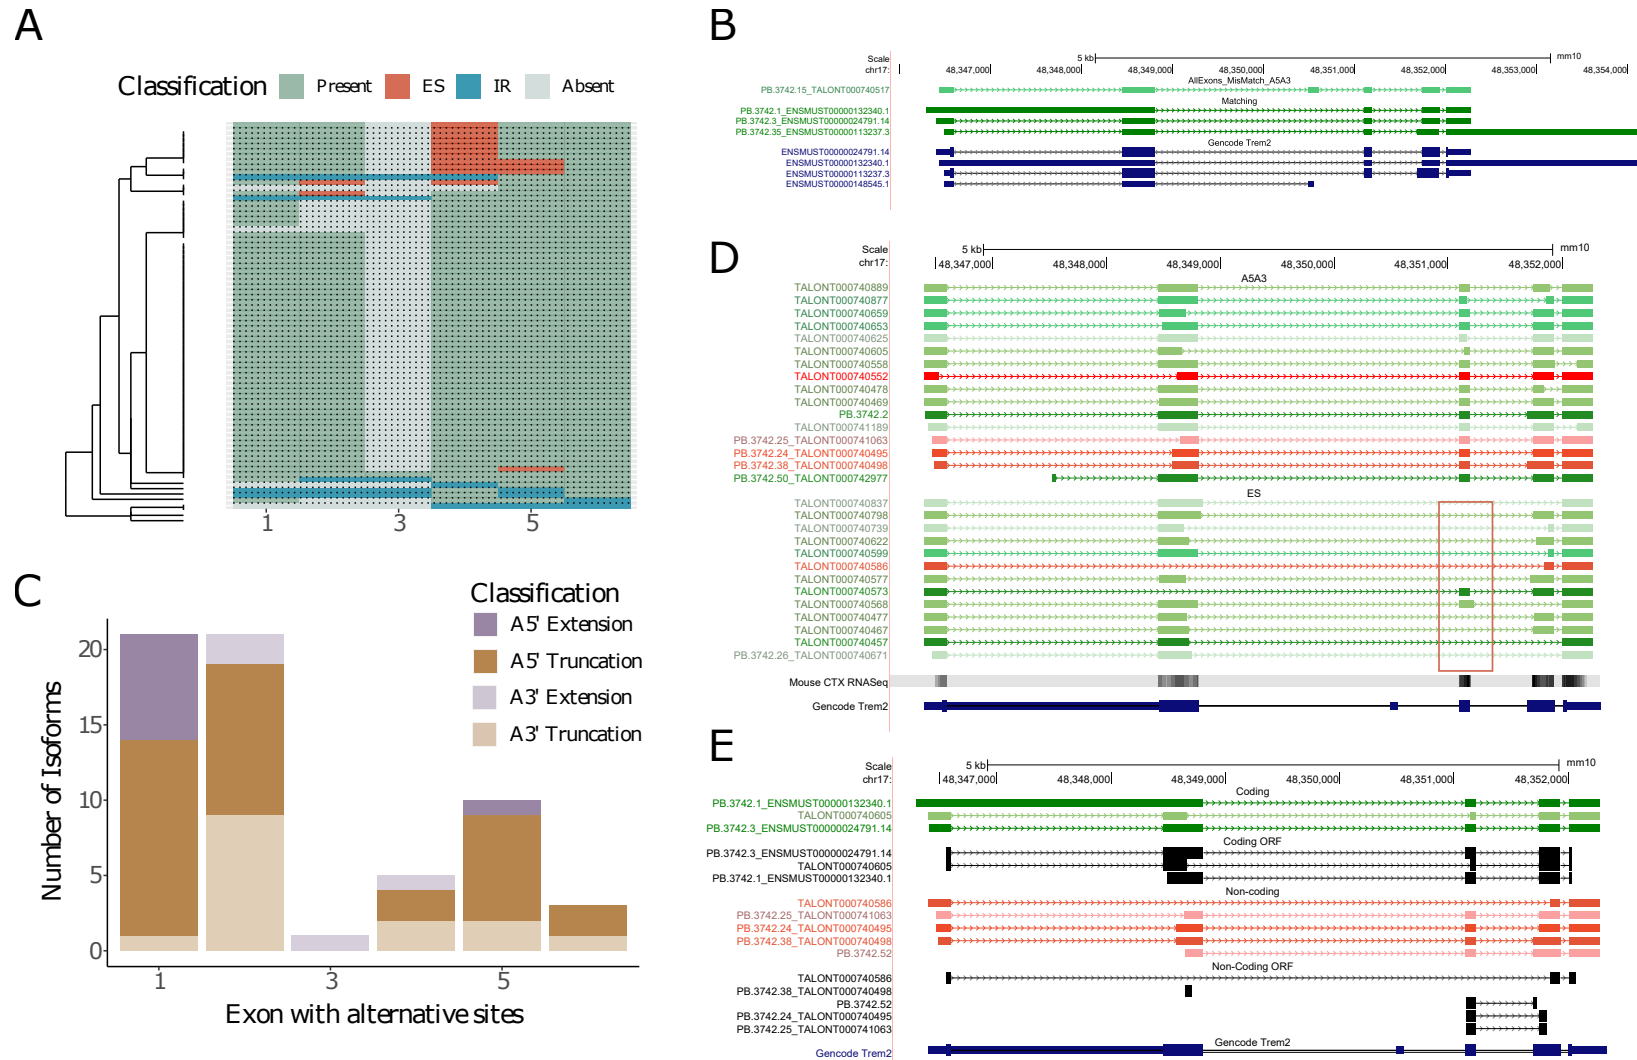 A
Classification Present ES IR Absent
1 3 5
B
Scale 5 kb mm10
chr17: 48,347,000 48,348,000 48,349,000 48,350,000 48,351,000 48,352,000 48,353,000 48,354,000
AllExons_MisMatch_A5A3
PB.3742.15_TALONT000740517
Matching
PB.3742.1_ENSMUST00000132340.1
PB.3742.3_ENSMUST00000024791.14
PB.3742.35_ENSMUST00000113237.3
Gencode Trem2
ENSMUST00000024791.14
ENSMUST00000132340.1
ENSMUST00000113237.3
ENSMUST00000148545.1
C
Classification
A5' Extension
A5' Truncation
A3' Extension
A3' Truncation
Number of Isoforms
20
15
10
5
0
1 3 5
Exon with alternative sites
D
Scale 5 kb mm10
chr17: 48,347,000 48,348,000 48,349,000 48,350,000 48,351,000 48,352,000
A5A3
TALONT000740889
TALONT000740877
TALONT000740659
TALONT000740653
TALONT000740625
TALONT000740605
TALONT000740558
TALONT000740552
TALONT000740478
TALONT000740469
PB.3742.2
TALONT000741189
PB.3742.25_TALONT000741063
PB.3742.24_TALONT000740495
PB.3742.38_TALONT000740498
PB.3742.50_TALONT000742977
ES
TALONT000740837
TALONT000740798
TALONT000740739
TALONT000740622
TALONT000740599
TALONT000740586
TALONT000740577
TALONT000740573
TALONT000740568
TALONT000740477
TALONT000740467
TALONT000740457
PB.3742.26_TALONT000740671
Mouse CTX RNASeq
Gencode Trem2
E
Scale 5 kb mm10
chr17: 48,347,000 48,348,000 48,349,000 48,350,000 48,351,000 48,352,000
Coding
PB.3742.1_ENSMUST00000132340.1
TALONT000740605
PB.3742.3_ENSMUST00000024791.14
Coding ORF
PB.3742.3_ENSMUST00000024791.14
TALONT000740605
PB.3742.1_ENSMUST00000132340.1
Non-coding
TALONT000740586
PB.3742.25_TALONT000741063
PB.3742.24_TALONT000740495
PB.3742.38_TALONT000740498
PB.3742.52
Non-Coding ORF
TALONT000740586
PB.3742.38_TALONT000740498
PB.3742.52
PB.3742.24_TALONT000740495
PB.3742.25_TALONT000741063
Gencode Trem2
Gencode Trem2